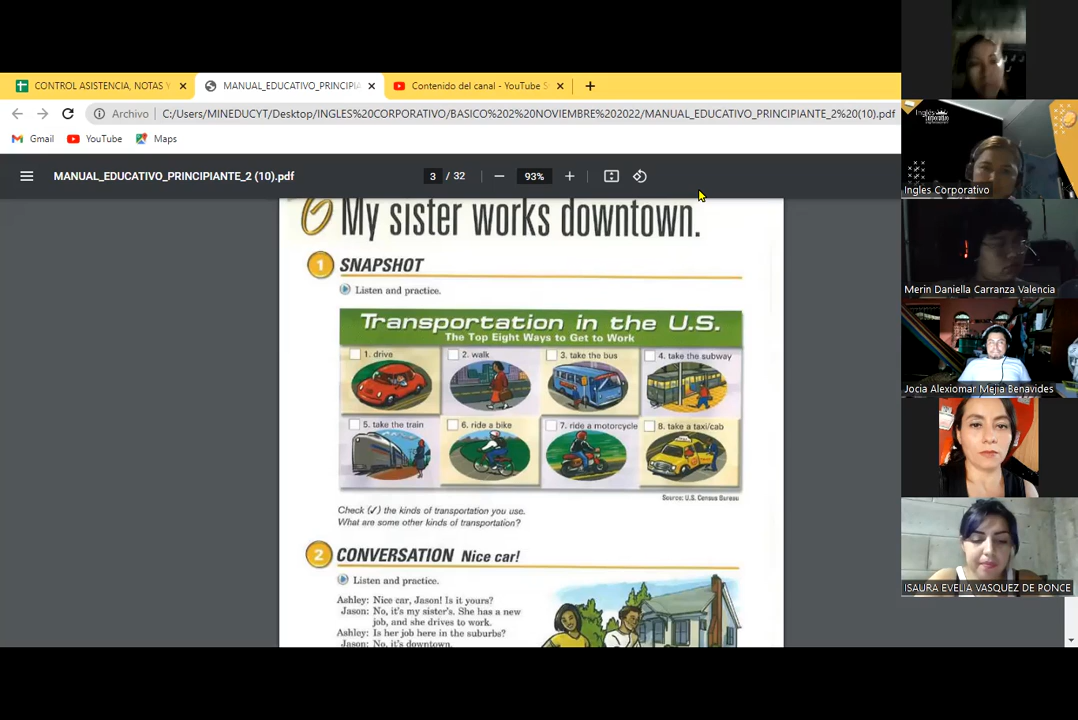 CONTROL ASISTENCIA, NOTAS Y
MANUAL_EDUCATIVO_PRINCIPIA
Contenido del canal - YouTube S
Archivo
C:/Users/MINEDUCYT/Desktop/INGLES%20CORPORATIVO/BASICO%202%20NOVIEMBRE%202022/MANUAL_EDUCATIVO_PRINCIPIANTE_2%20(10).pdf
Gmail
YouTube
Maps
MANUAL_EDUCATIVO_PRINCIPIANTE_2 (10).pdf
3 / 32
93%
6 My sister works downtown.
1 SNAPSHOT
Listen and practice.
Transportation in the U.S.
The Top Eight Ways to Get to Work
1. drive
2. walk
3. take the bus
4. take the subway
5. take the train
6. ride a bike
7. ride a motorcycle
8. take a taxi/cab
Source: U.S. Census Bureau
Check (✓) the kinds of transportation you use.
What are some other kinds of transportation?
2 CONVERSATION Nice car!
Listen and practice.
Ashley: Nice car, Jason! Is it yours?
Jason: No, it's my sister's. She has a new
job, and she drives to work.
Ashley: Is her job here in the suburbs?
Jason: No, it's downtown.
Inglés
Corporativo
Ingles Corporativo
Merin Daniella Carranza Valencia
Jocia Alexiomar Mejia Benavides
ISAURA EVELIA VASQUEZ DE PONCE